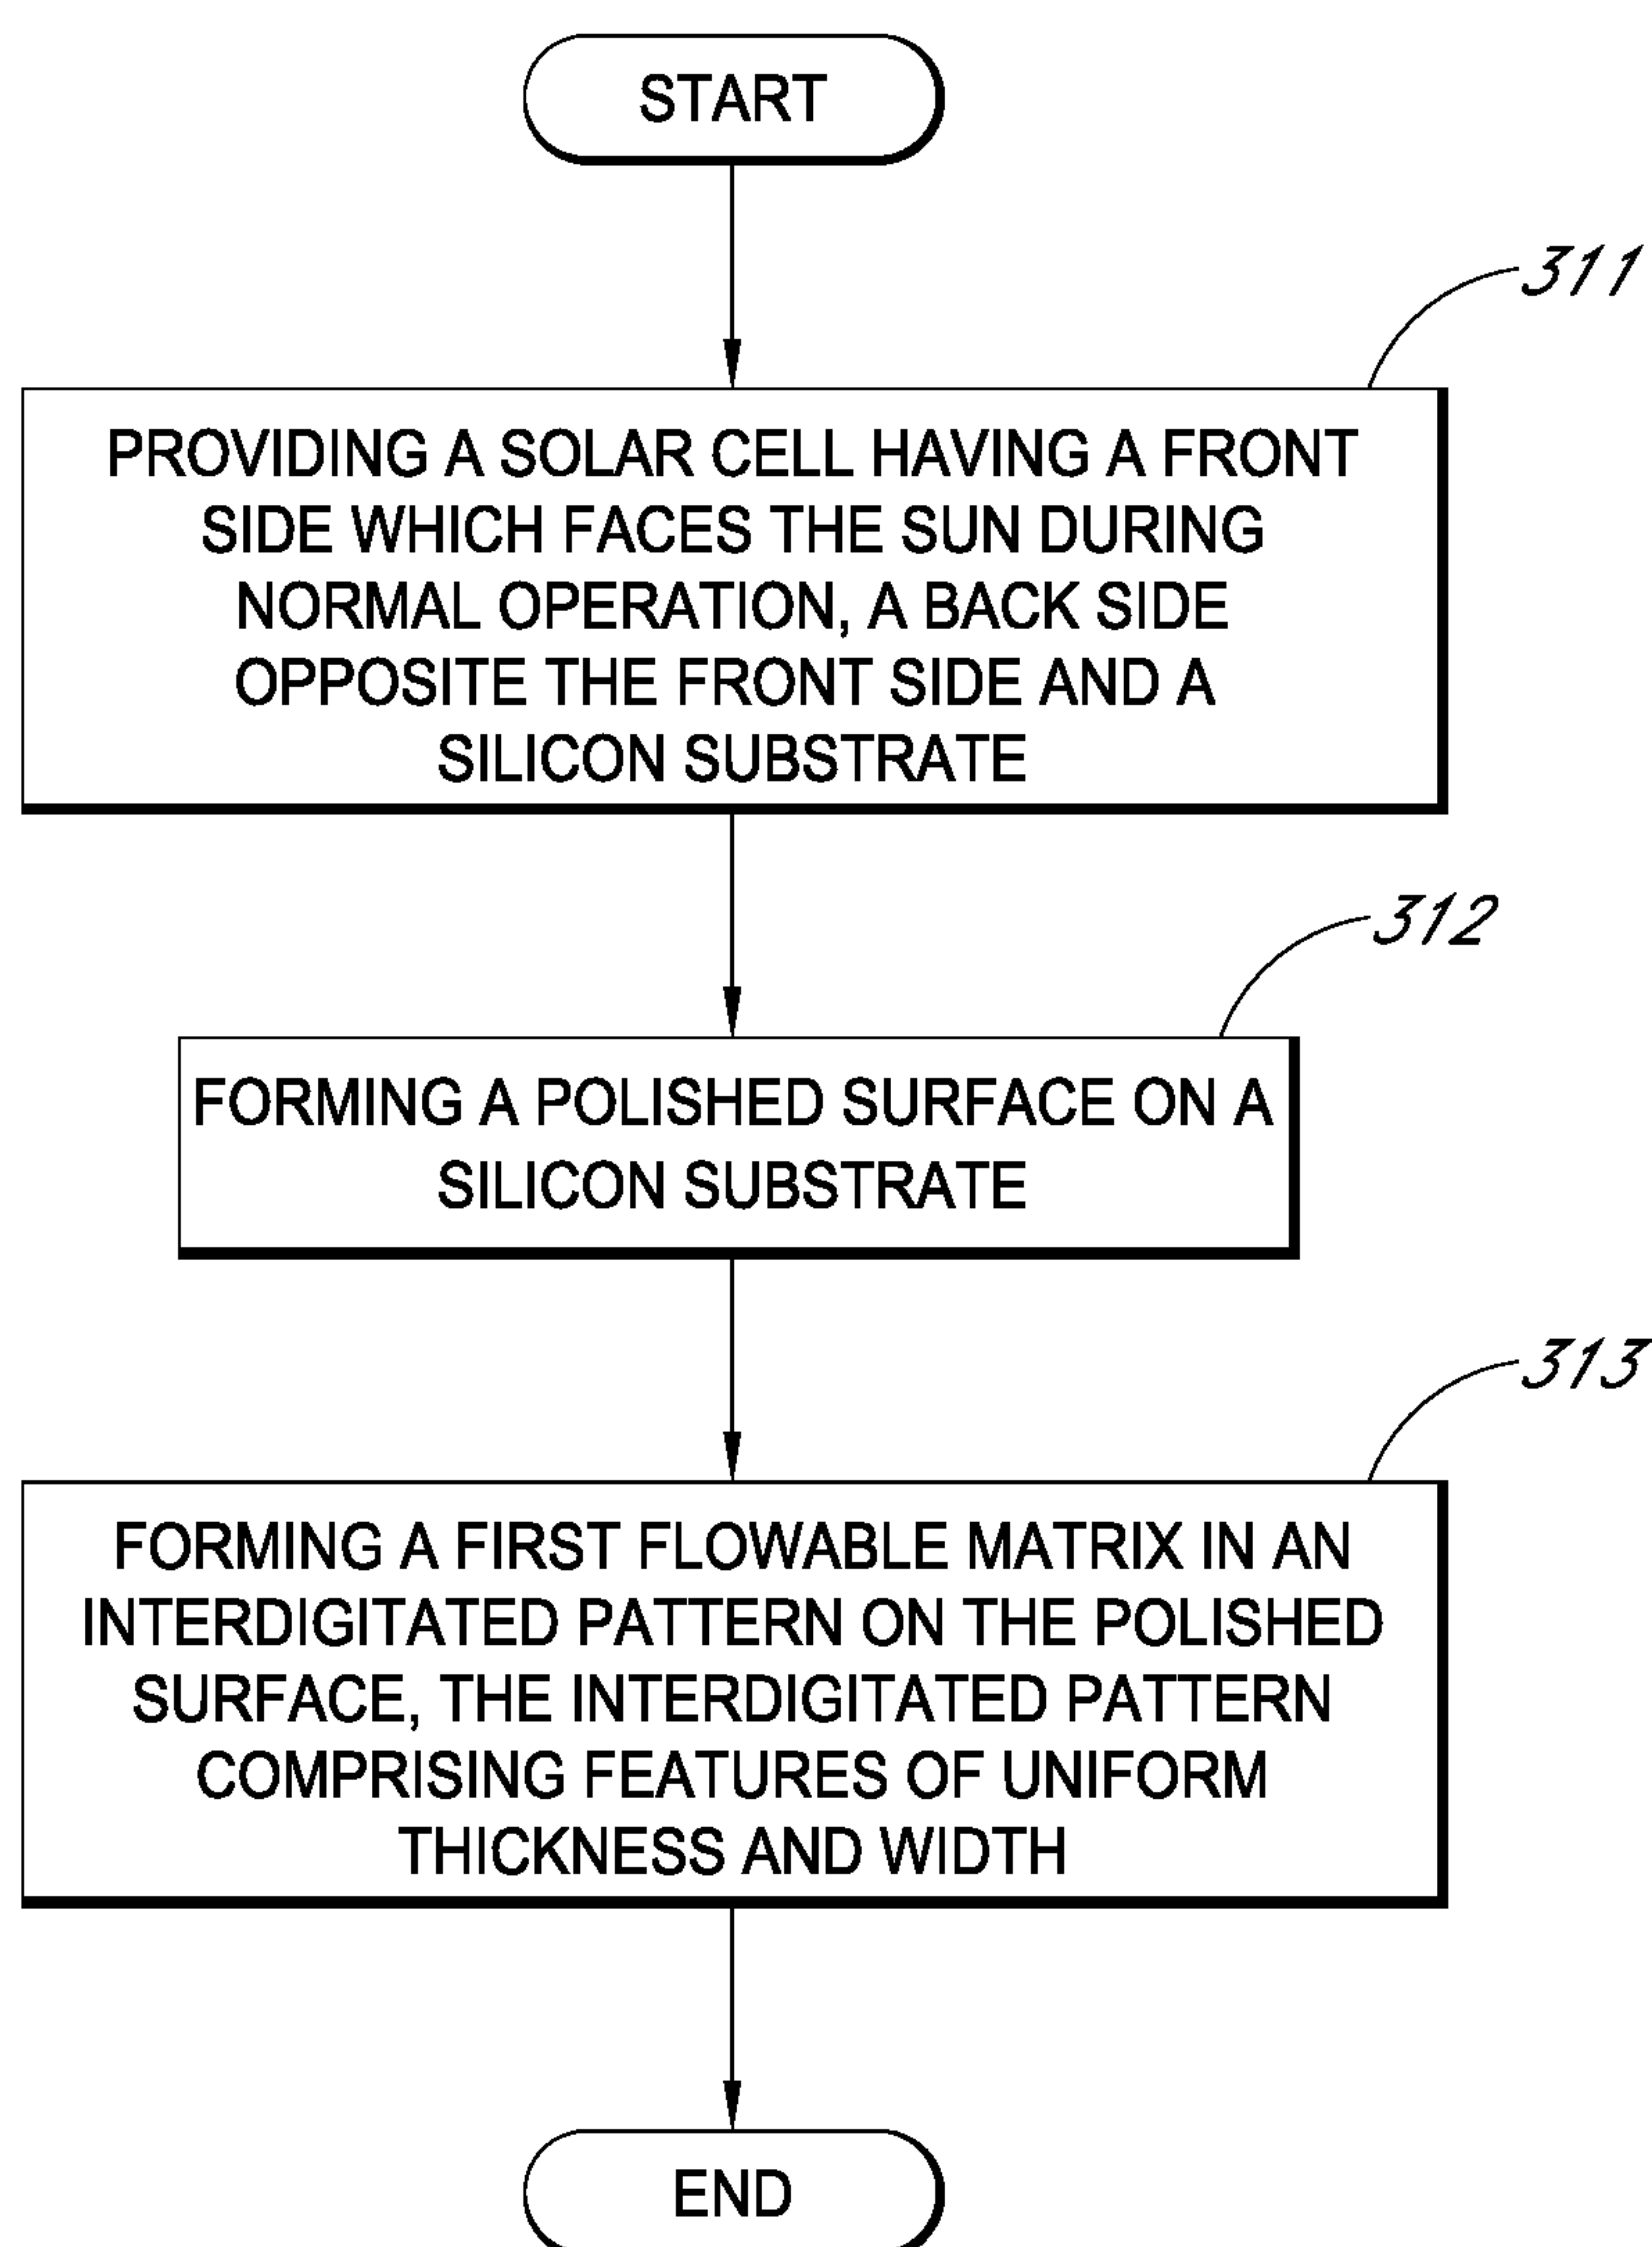 START
311
PROVIDING A SOLAR CELL HAVING A FRONT
SIDE WHICH FACES THE SUN DURING
NORMAL OPERATION, A BACK SIDE
OPPOSITE THE FRONT SIDE AND A
SILICON SUBSTRATE
312
FORMING A POLISHED SURFACE ON A
SILICON SUBSTRATE
313
FORMING A FIRST FLOWABLE MATRIX IN AN
INTERDIGITATED PATTERN ON THE POLISHED
SURFACE, THE INTERDIGITATED PATTERN
COMPRISING FEATURES OF UNIFORM
THICKNESS AND WIDTH
END